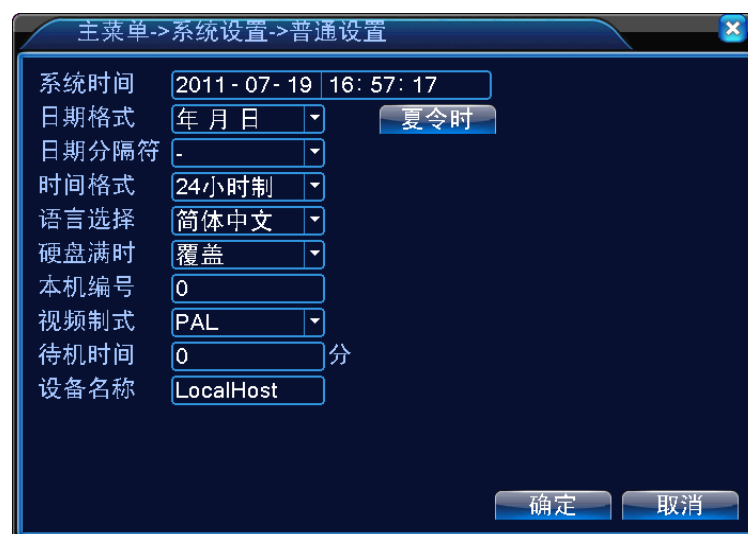 主菜单->系统设置->普通设置
系统时间 2011-07-19 16:57:17
日期格式 年 月 日 夏令时
日期分隔符 -
时间格式 24小时制
语言选择 简体中文
硬盘满时 覆盖
本机编号 0
视频制式 PAL
待机时间 0 分
设备名称 LocalHost
确定 取消